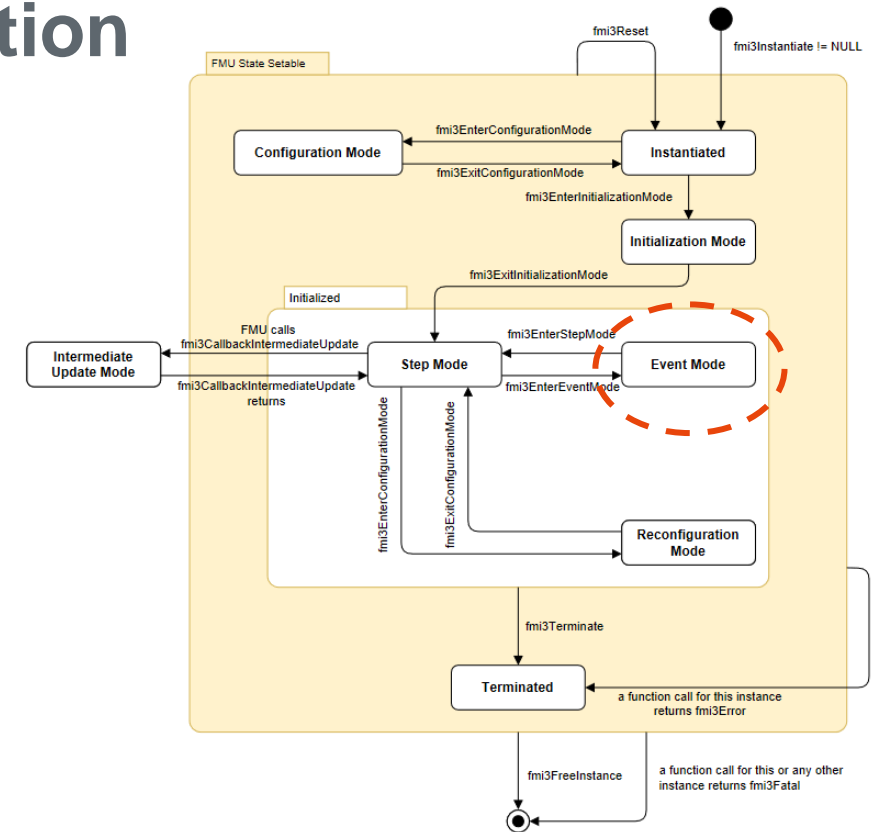 tion
fmi3Reset
fmi3Instantiate != NULL
FMU State Setable
fmi3EnterConfigurationMode
Configuration Mode
Instantiated
fmi3ExitConfigurationMode
fmi3EnterInitializationMode
Initialization Mode
fmi3ExitInitializationMode
Initialized
FMU calls
fmi3CallbackIntermediateUpdate
fmi3EnterStepMode
Intermediate
Update Mode
Step Mode
Event Mode
fmi3CallbackIntermediateUpdate
returns
fmi3EnterEventMode
fmi3EnterConfigurationMode
fmi3ExitConfigurationMode
Reconfiguration
Mode
fmi3Terminate
Terminated
a function call for this instance
returns fmi3Error
fmi3FreeInstance
a function call for this or any other
instance returns fmi3Fatal